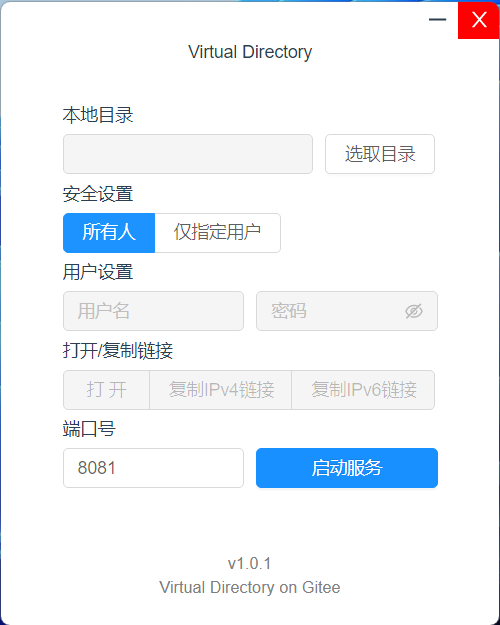 Virtual Directory
本地目录
选取目录
安全设置
所有人 仅指定用户
用户设置
用户名 密码
打开/复制链接
打 开 复制IPv4链接 复制IPv6链接
端口号
8081 启动服务
v1.0.1
Virtual Directory on Gitee